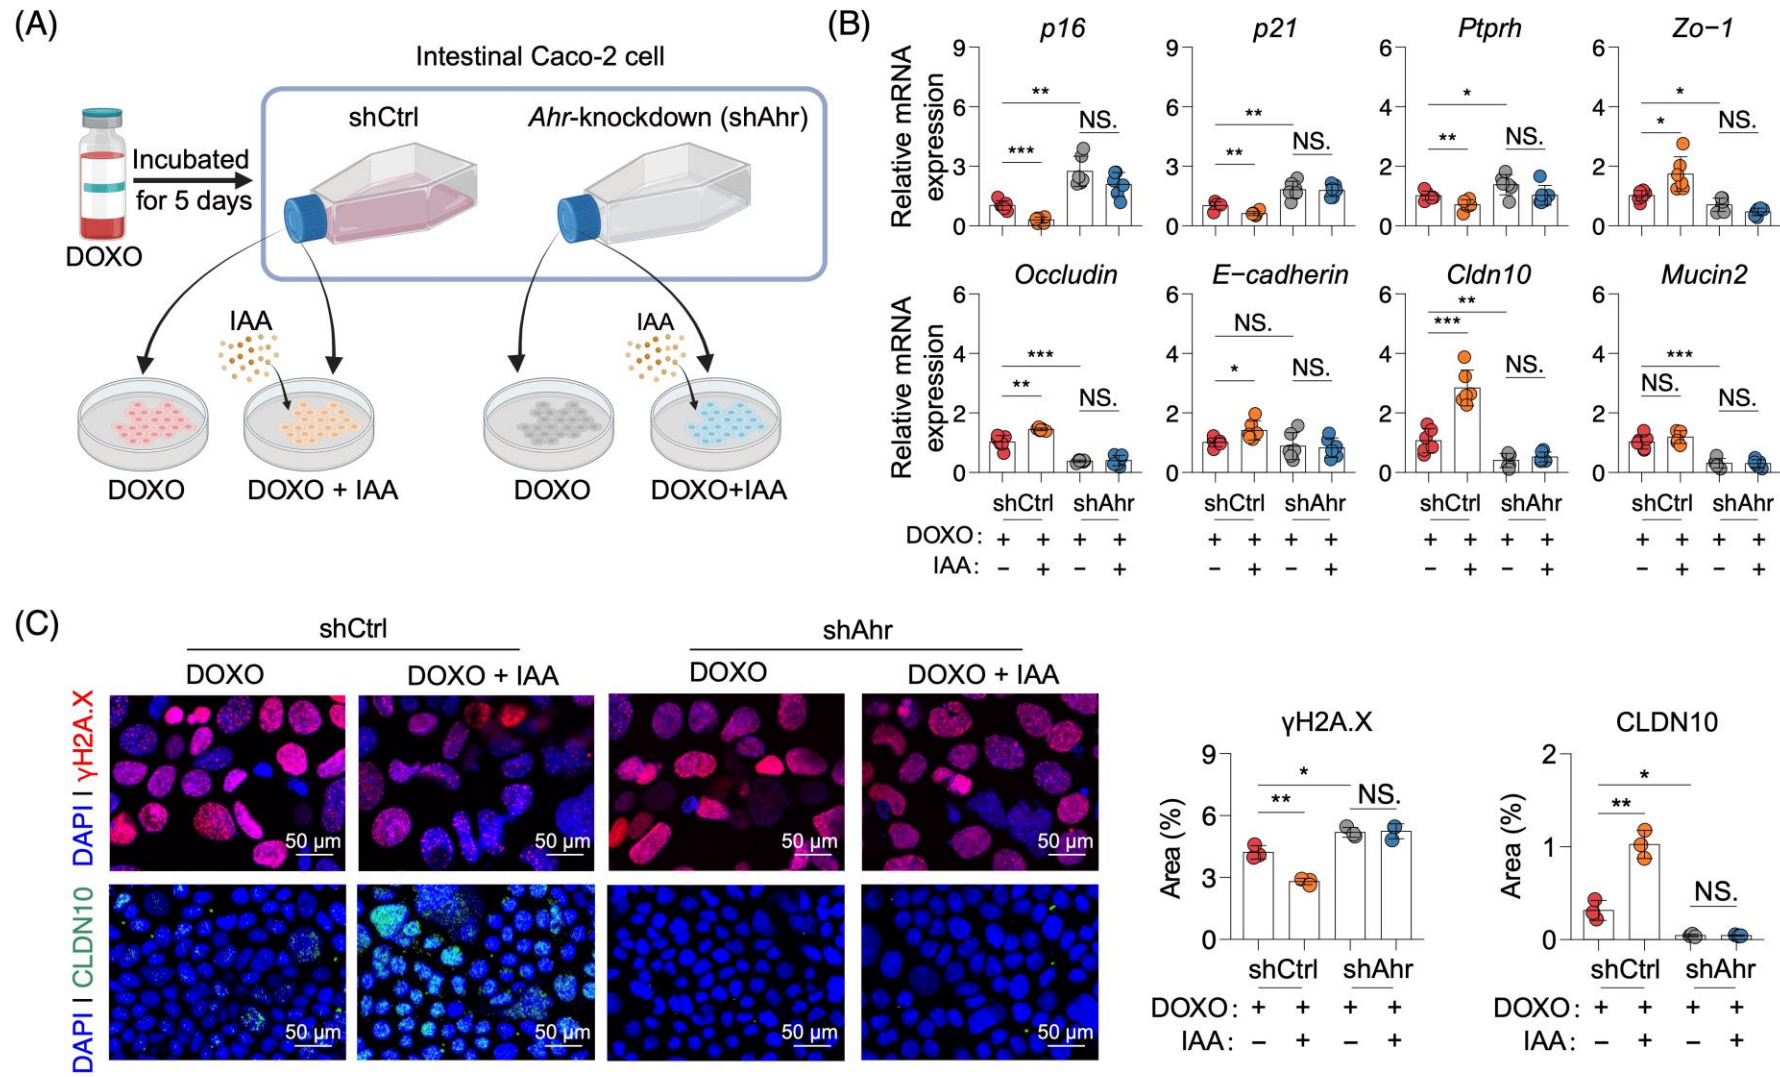 (A)
Intestinal Caco-2 cell
shCtrl
Ahr-knockdown (shAhr)
Incubated
for 5 days
DOXO
IAA
IAA
DOXO
DOXO + IAA
DOXO
DOXO+IAA
(B)
p16
p21
Ptprh
Zo−1
Relative mRNA
expression
9
6
3
0
**
***
NS.
9
6
3
0
**
**
NS.
6
4
2
0
*
**
NS.
6
4
2
0
*
*
NS.
Occludin
E−cadherin
Cldn10
Mucin2
Relative mRNA
expression
6
4
2
0
***
**
NS.
6
4
2
0
NS.
*
NS.
6
4
2
0
**
***
NS.
6
4
2
0
***
NS.
NS.
shCtrl shAhr shCtrl shAhr shCtrl shAhr shCtrl shAhr
DOXO: + + + + + + + + + + + + + + + +
IAA: − + − + − + − + − + − + − + − +
(C)
shCtrl
shAhr
DOXO
DOXO + IAA
DOXO
DOXO + IAA
DAPI I γH2A.X
50 μm
50 μm
50 μm
50 μm
DAPI I CLDN10
50 μm
50 μm
50 μm
50 μm
γH2A.X
Area (%)
9
6
3
0
*
**
NS.
shCtrl shAhr
DOXO: + + + +
IAA: − + − +
CLDN10
Area (%)
2
1
0
*
**
NS.
shCtrl shAhr
DOXO: + + + +
IAA: − + − +